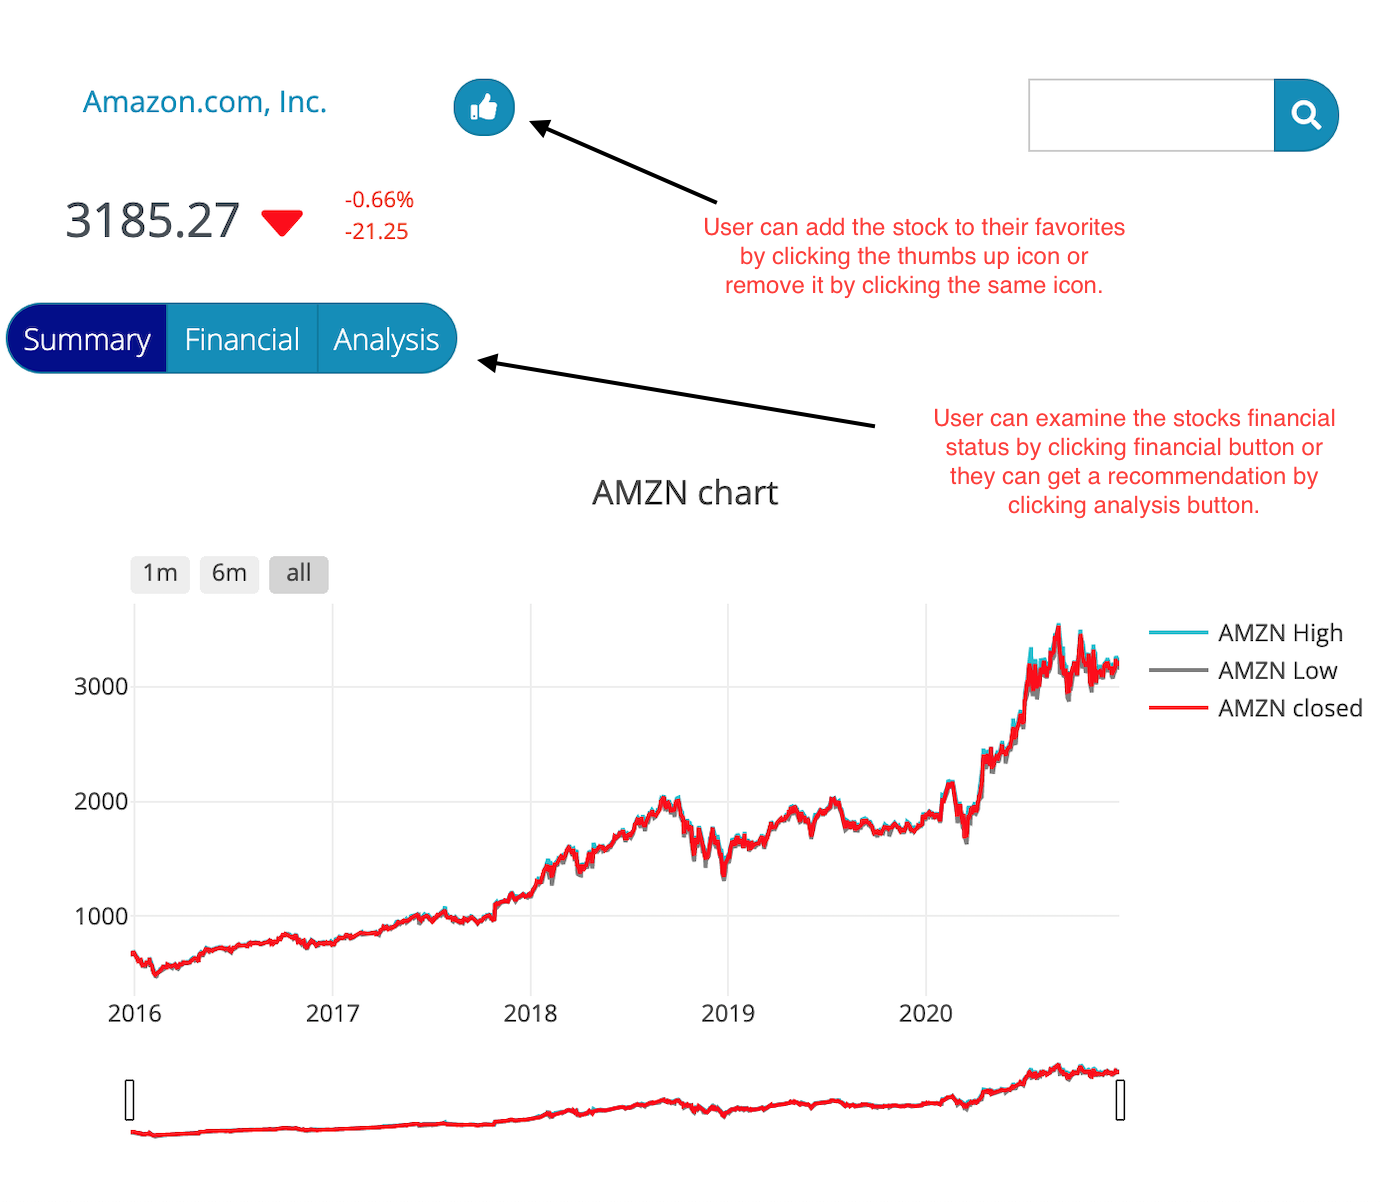 Amazon.com, Inc.
3185.27
-0.66%
-21.25
User can add the stock to their favorites
by clicking the thumbs up icon or
remove it by clicking the same icon.
Summary Financial Analysis
User can examine the stocks financial
status by clicking financial button or
they can get a recommendation by
clicking analysis button.
AMZN chart
1m 6m all
AMZN High
AMZN Low
AMZN closed
3000
2000
1000
2016 2017 2018 2019 2020